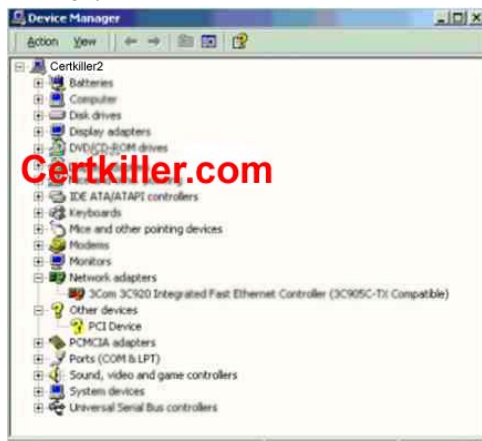 Device Manager
Action View
Certkiller2
Batteries
Computer
Disk drives
Display adapters
DVD/CD-ROM drives
Certkiller.com
IDE ATA/ATAPI controllers
Keyboards
Mice and other pointing devices
Modems
Monitors
Network adapters
3Com 3C920 Integrated Fast Ethernet Controller (3C905C-TX Compatible)
Other devices
PCI Device
PCMCIA adapters
Ports (COM & LPT)
Sound, video and game controllers
System devices
Universal Serial Bus controllers